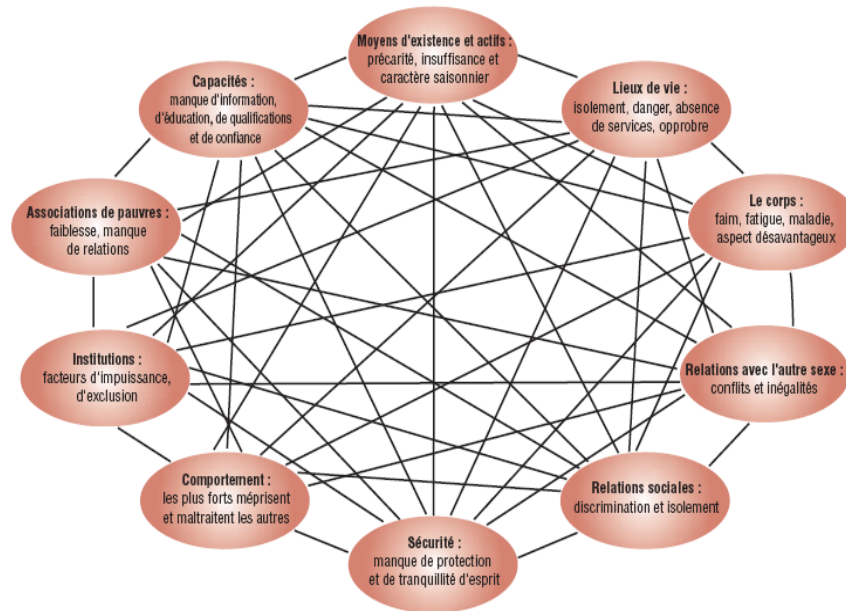 Moyens d'existence et actifs :
précarité, insuffisance et
caractère saisonnier
Capacités :
manque d'information,
d'éducation, de qualifications
et de confiance
Lieux de vie :
isolement, danger, absence
de services, opprobre
Associations de pauvres :
faiblesse, manque
de relations
Le corps :
faim, fatigue, maladie,
aspect désavantageux
Institutions :
facteurs d'impuissance,
d'exclusion
Relations avec l'autre sexe :
conflits et inégalités
Comportement :
les plus forts méprisent
et maltraitent les autres
Relations sociales :
discrimination et isolement
Sécurité :
manque de protection
et de tranquillité d'esprit